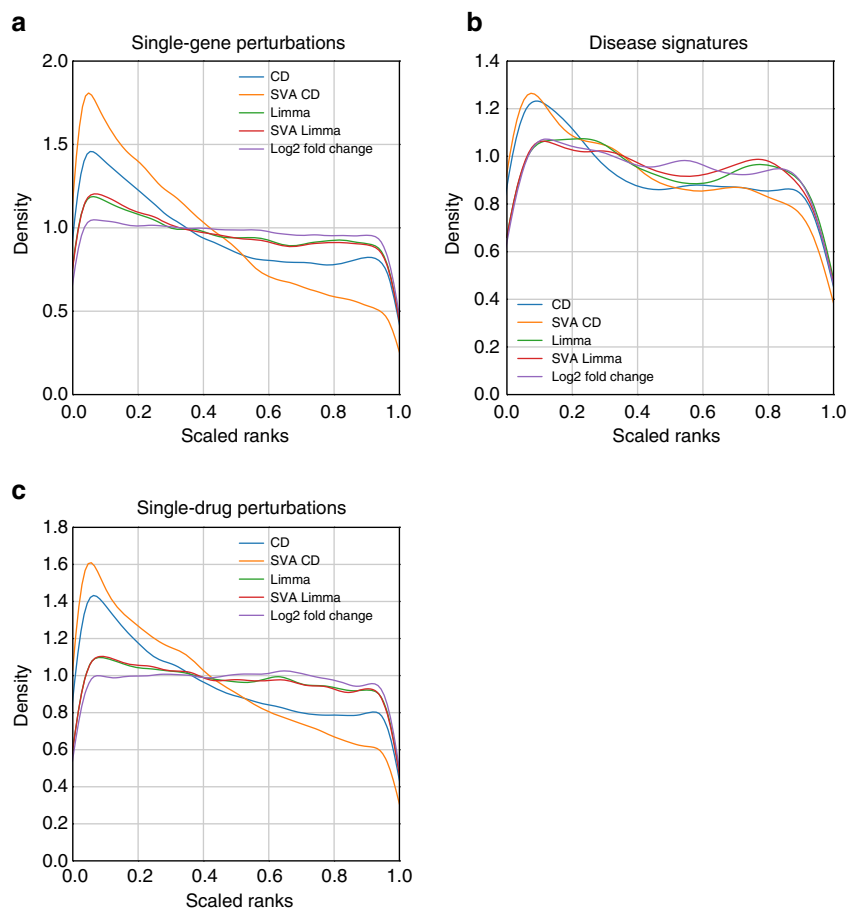 a
Single-gene perturbations
2.0
1.5
1.0
0.5
0.0
Density
CD
SVA CD
Limma
SVA Limma
Log2 fold change
0.0 0.2 0.4 0.6 0.8 1.0
Scaled ranks
b
Disease signatures
1.4
1.2
1.0
0.8
0.6
0.4
0.2
0.0
Density
CD
SVA CD
Limma
SVA Limma
Log2 fold change
0.0 0.2 0.4 0.6 0.8 1.0
Scaled ranks
c
Single-drug perturbations
1.8
1.6
1.4
1.2
1.0
0.8
0.6
0.4
0.2
0.0
Density
CD
SVA CD
Limma
SVA Limma
Log2 fold change
0.0 0.2 0.4 0.6 0.8 1.0
Scaled ranks